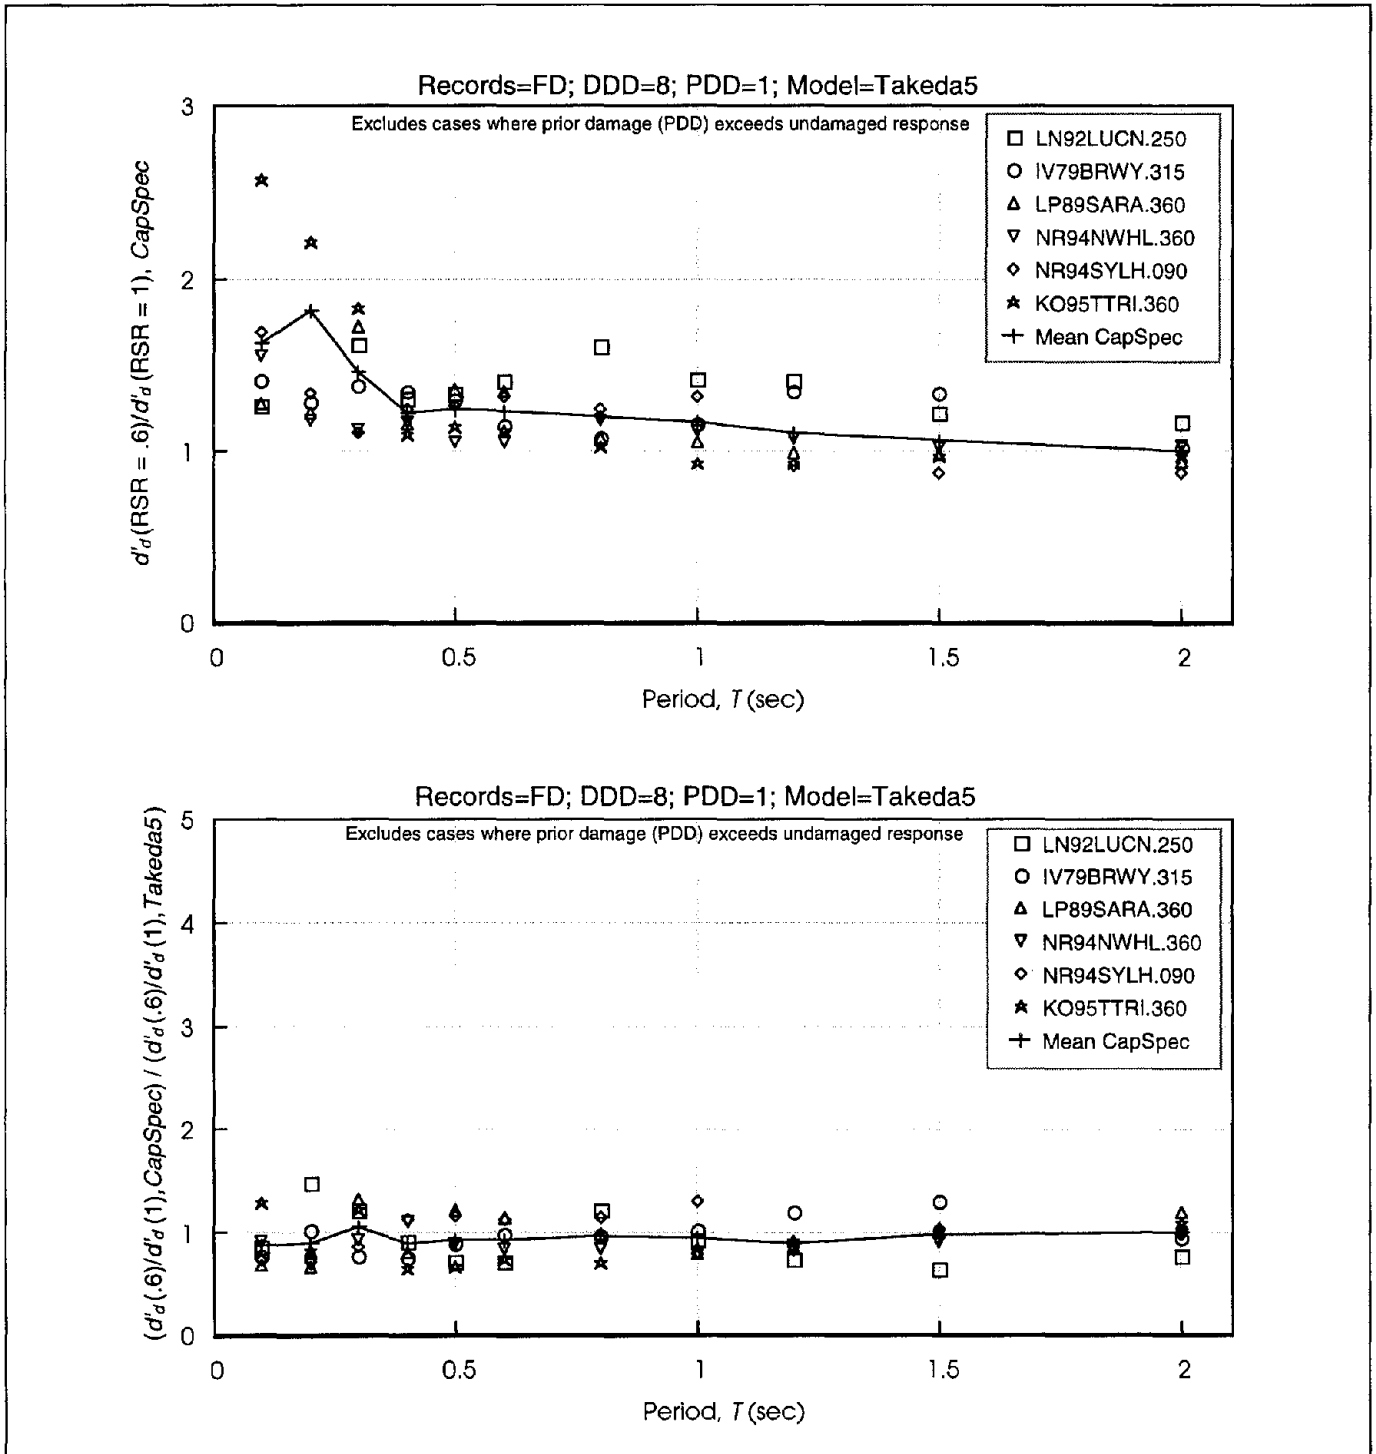 Records=FD; DDD=8; PDD=1; Model=Takeda5
Excludes cases where prior damage (PDD) exceeds undamaged response
d'd (RSR = .6)/d'd (RSR = 1), CapSpec
3
2
1
0
LN92LUCN.250
IV79BRWY.315
LP89SARA.360
NR94NWHL.360
NR94SYLH.090
KO95TTRI.360
Mean CapSpec
0 0.5 1 1.5 2
Period, T (sec)
Records=FD; DDD=8; PDD=1; Model=Takeda5
Excludes cases where prior damage (PDD) exceeds undamaged response
(d'd (.6)/d'd (1), CapSpec) / (d'd (.6)/d'd (1), Takeda5)
5
4
3
2
1
0
LN92LUCN.250
IV79BRWY.315
LP89SARA.360
NR94NWHL.360
NR94SYLH.090
KO95TTRI.360
Mean CapSpec
0 0.5 1 1.5 2
Period, T (sec)